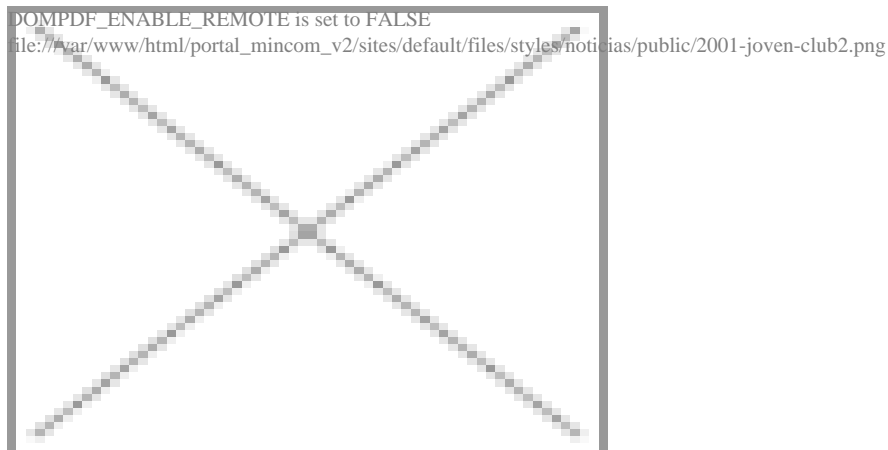 DOMPDF_ENABLE_REMOTE is set to FALSE
file:///var/www/html/portal_mincom_v2/sites/default/files/styles/noticias/public/2001-joven-club2.png